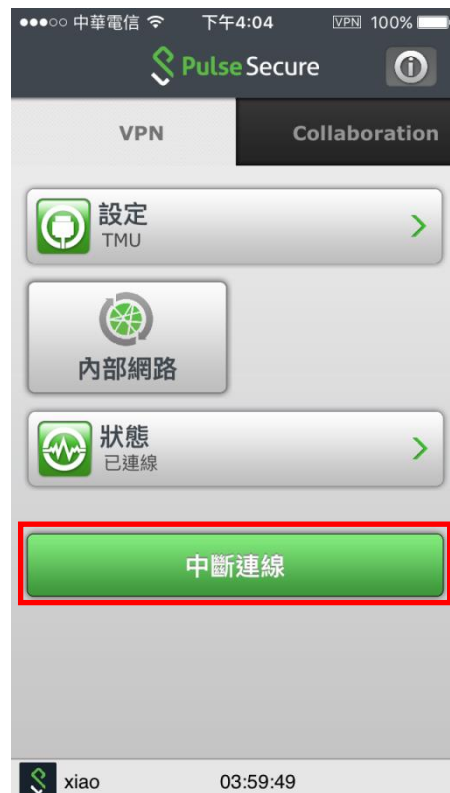 中華電信 下午4:04 VPN 100%
Pulse Secure
VPN Collaboration
設定
TMU
內部網路
狀態
已連線
中斷連線
xiao 03:59:49